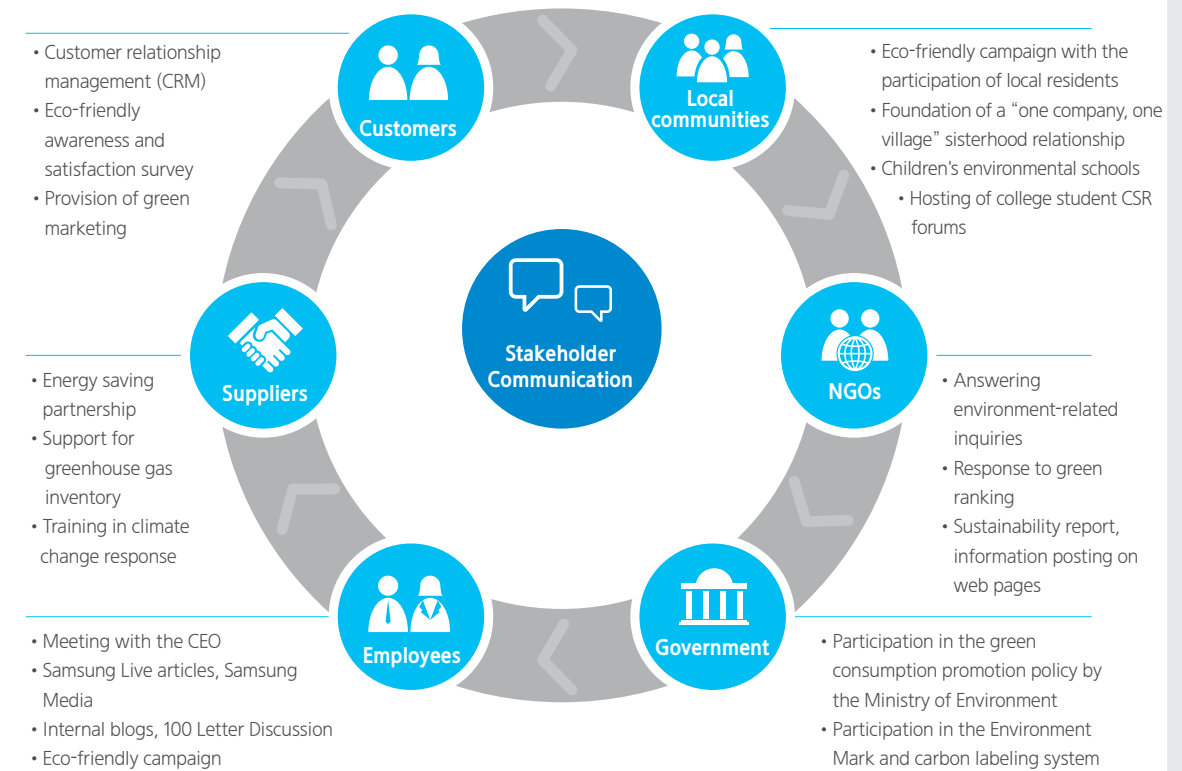 • Customer relationship
management (CRM)
• Eco-friendly
awareness and
satisfaction survey
• Provision of green
marketing
Customers
Local
communities
• Eco-friendly campaign with the
participation of local residents
• Foundation of a “one company, one
village” sisterhood relationship
• Children's environmental schools
• Hosting of college student CSR
forums
Stakeholder
Communication
Suppliers
• Energy saving
partnership
• Support for
greenhouse gas
inventory
• Training in climate
change response
NGOs
• Answering
environment-related
inquiries
• Response to green
ranking
• Sustainability report,
information posting on
web pages
• Meeting with the CEO
• Samsung Live articles, Samsung
Media
• Internal blogs, 100 Letter Discussion
• Eco-friendly campaign
Employees
Government
• Participation in the green
consumption promotion policy by
the Ministry of Environment
• Participation in the Environment
Mark and carbon labeling system